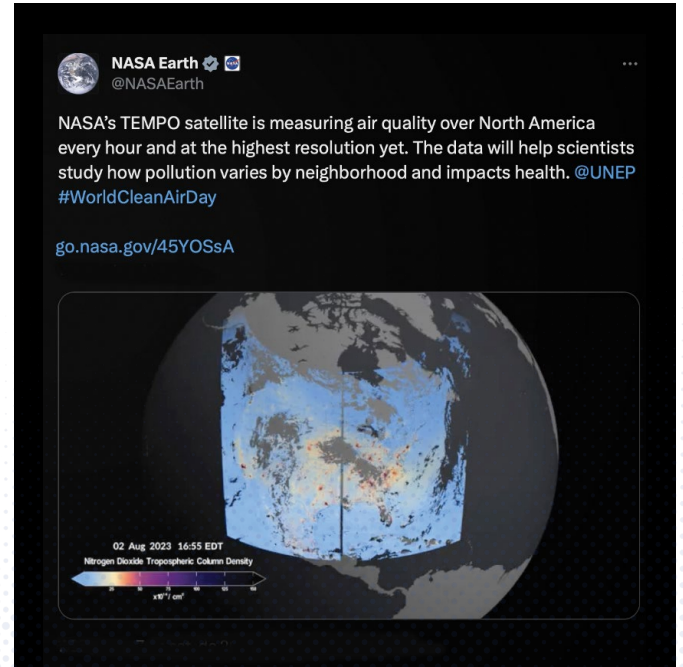 NASA Earth
@NASAEarth
NASA’s TEMPO satellite is measuring air quality over North America
every hour and at the highest resolution yet. The data will help scientists
study how pollution varies by neighborhood and impacts health. @UNEP
#WorldCleanAirDay
go.nasa.gov/45YOSsA
02 Aug 2023 16:55 EDT
Nitrogen Dioxide Tropospheric Column Density